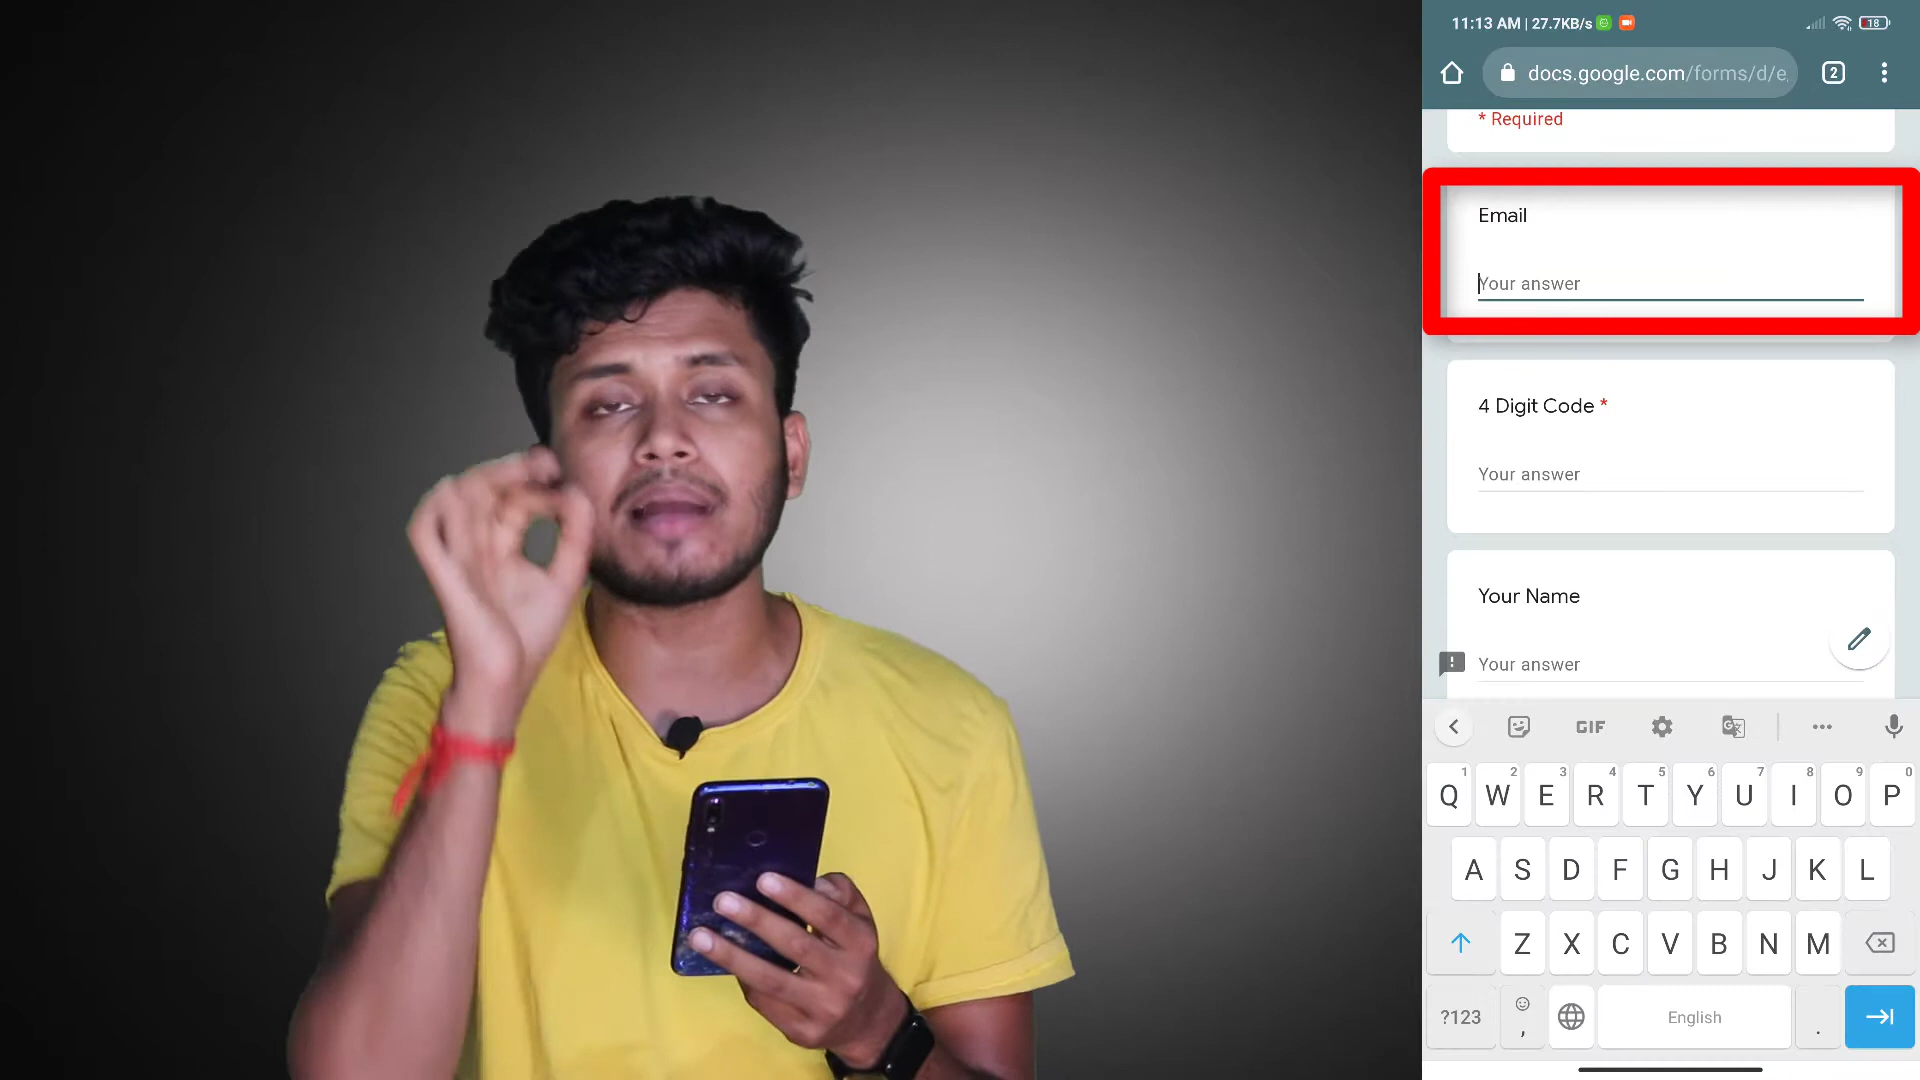 11:13 AM | 27.7KB/s
18
docs.google.com/forms/d/e
2
* Required
Email
Your answer
4 Digit Code *
Your answer
Your Name
Your answer
GIF
1 2 3 4 5 6 7 8 9 0
Q W E R T Y U I O P
A S D F G H J K L
Z X C V B N M
?123 , English .